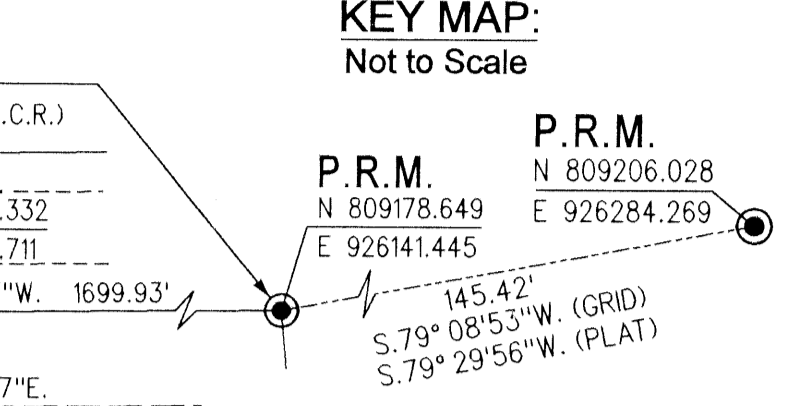 KEY MAP:
Not to Scale
.C.R.)
P.R.M.
N 809206.028
E 926284.269
P.R.M.
N 809178.649
E 926141.445
.332
.711
"W. 1699.93'
145.42'
S.79° 08'53"W. (GRID)
S.79° 29'56"W. (PLAT)
7"E.